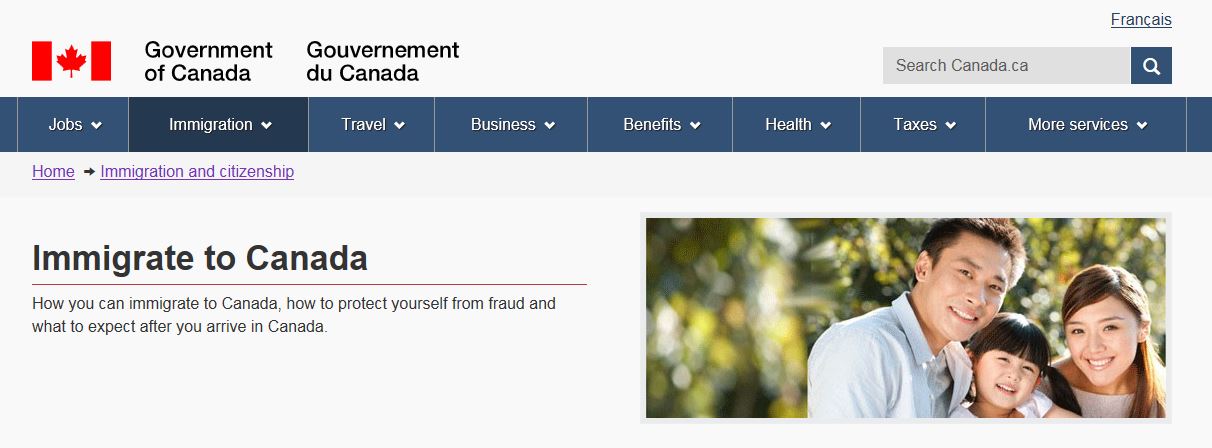 Français
Government of Canada
Gouvernement du Canada
Search Canada.ca
Jobs Immigration Travel Business Benefits Health Taxes More services
Home Immigration and citizenship
Immigrate to Canada
How you can immigrate to Canada, how to protect yourself from fraud and
what to expect after you arrive in Canada.